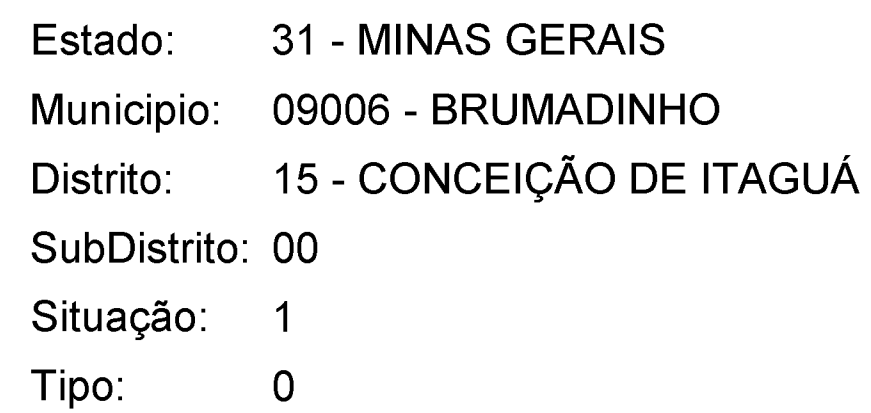 Estado: 31 - MINAS GERAIS
Municipio: 09006 - BRUMADINHO
Distrito: 15 - CONCEIÇÃO DE ITAGUÁ
SubDistrito: 00
Situação: 1
Tipo: 0